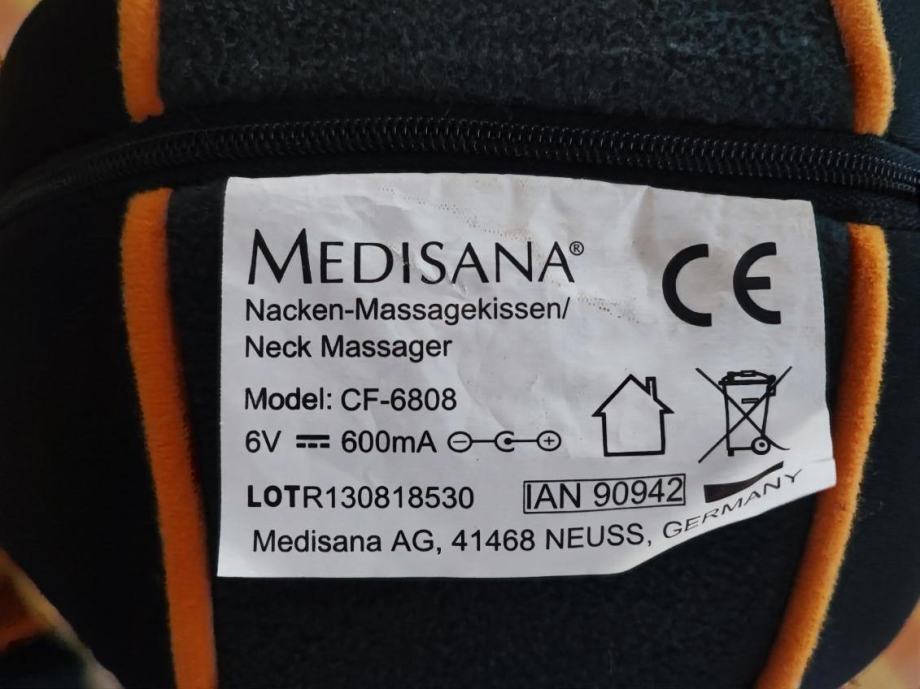 MEDISANA®
CE
Nacken-Massagekissen/
Neck Massager
Model: CF-6808
6V ⎓ 600mA
LOTR130818530
IAN 90942
Medisana AG, 41468 NEUSS, GERMANY